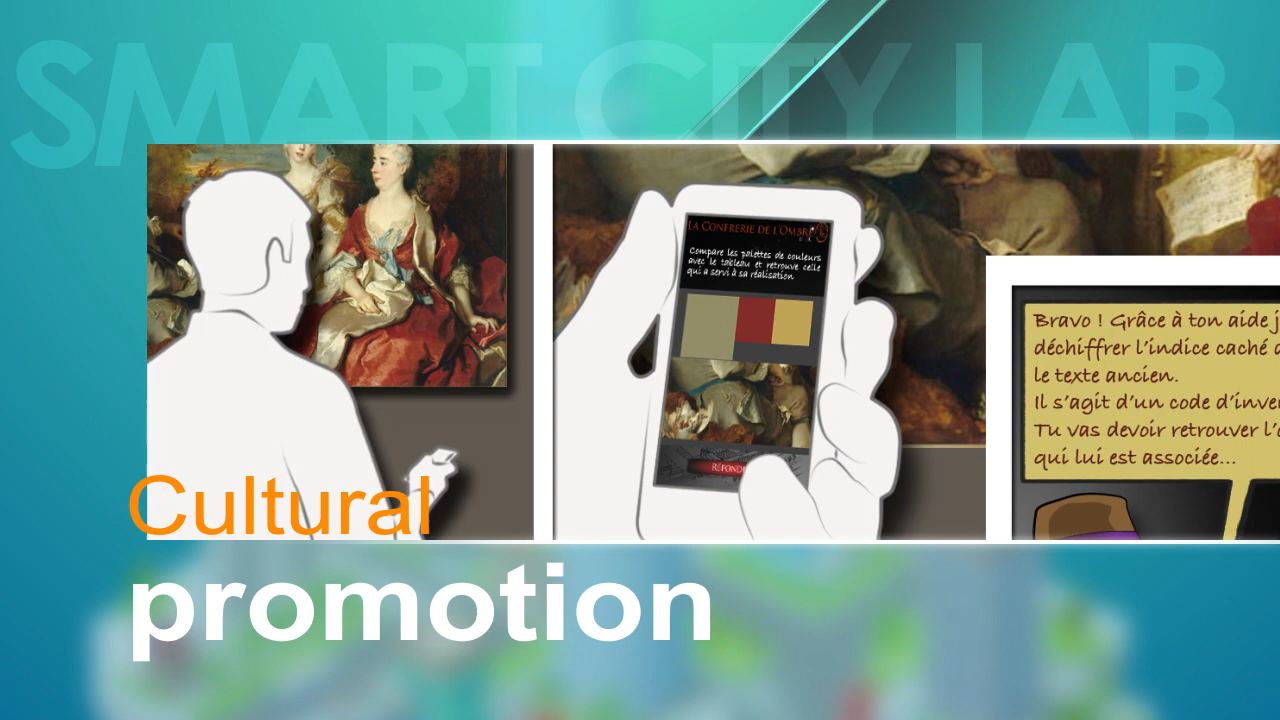 SMART CITY LAB
LA CONFRERIE DE L'OMBRE
Compare les palettes de couleurs
avec le tableau et retrouve celle
qui a servi à sa réalisation
Bravo ! Grâce à ton aide j
déchiffrer l'indice caché
le texte ancien.
Il s'agit d'un code d'inve
Tu vas devoir retrouver l'
qui lui est associée...
Cultural
promotion